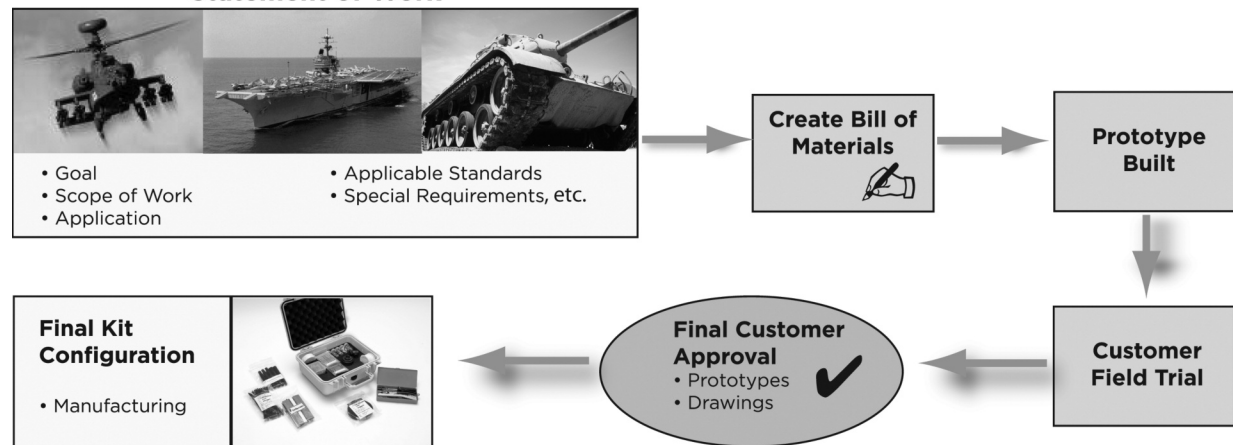 • Goal
• Scope of Work
• Application
• Applicable Standards
• Special Requirements, etc.
Create Bill of
Materials
Prototype
Built
Customer
Field Trial
Final Customer
Approval
• Prototypes
• Drawings
Final Kit
Configuration
• Manufacturing